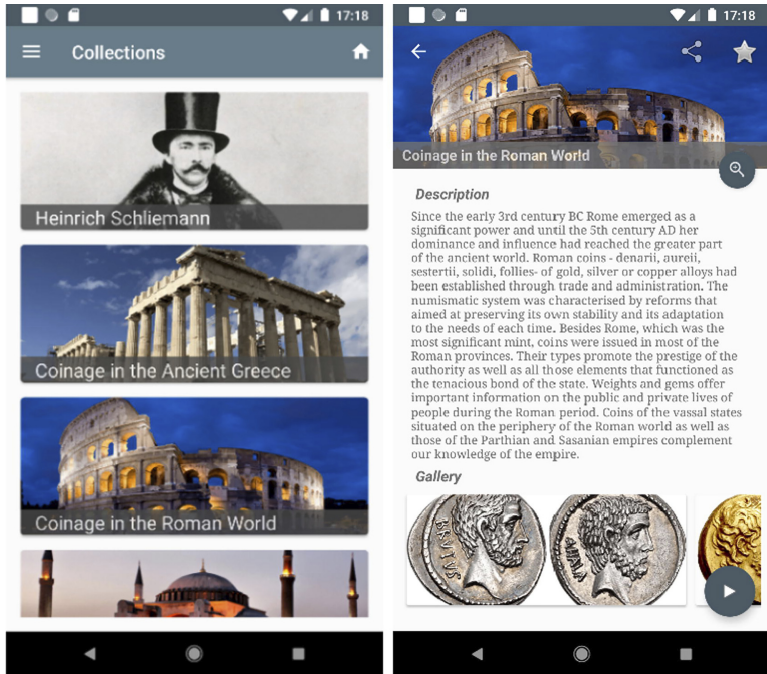 17:18
Collections
Heinrich Schliemann
Coinage in the Ancient Greece
Coinage in the Roman World
17:18
Coinage in the Roman World
Description
Since the early 3rd century BC Rome emerged as a
significant power and until the 5th century AD her
dominance and influence had reached the greater part
of the ancient world. Roman coins - denarii, aureii,
sestertii, solidi, follies- of gold, silver or copper alloys had
been established through trade and administration. The
numismatic system was characterised by reforms that
aimed at preserving its own stability and its adaptation
to the needs of each time. Besides Rome, which was the
most significant mint, coins were issued in most of the
Roman provinces. Their types promote the prestige of the
authority as well as all those elements that functioned as
the tenacious bond of the state. Weights and gems offer
important information on the public and private lives of
people during the Roman period. Coins of the vassal states
situated on the periphery of the Roman world as well as
those of the Parthian and Sasanian empires complement
our knowledge of the empire.
Gallery
BRVTVS
AHALA